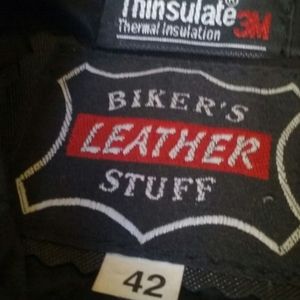 Thinsulate® 3M
Thermal Insulation
BIKER'S
LEATHER
STUFF
42